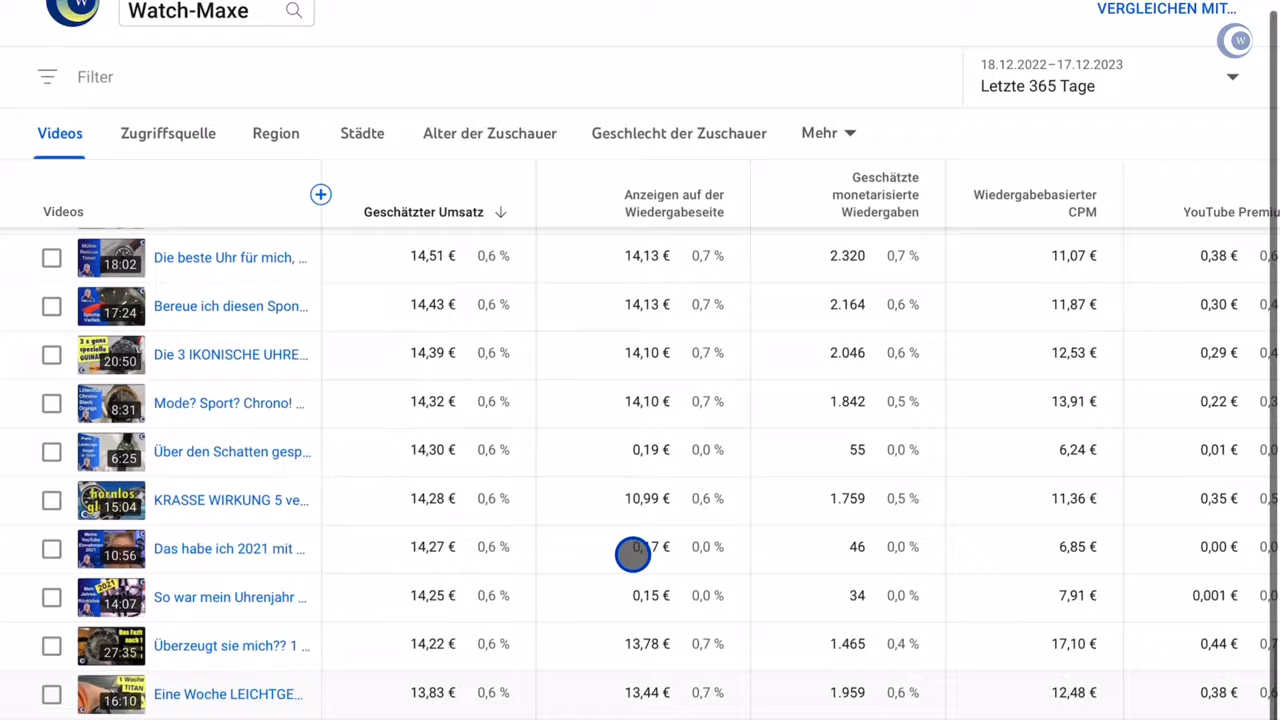 W
Watch-Maxe
VERGLEICHEN MIT...
W
Filter
18.12.2022–17.12.2023
Letzte 365 Tage
Videos Zugriffsquelle Region Städte Alter der Zuschauer Geschlecht der Zuschauer Mehr
Videos
Geschätzter Umsatz
Anzeigen auf der
Wiedergabeseite
Geschätzte
monetarisierte
Wiedergaben
Wiedergabebasierter
CPM
YouTube Premiu
18:02 Die beste Uhr für mich, ... 14,51 € 0,6 % 14,13 € 0,7 % 2.320 0,7 % 11,07 € 0,38 €
17:24 Bereue ich diesen Spon... 14,43 € 0,6 % 14,13 € 0,7 % 2.164 0,6 % 11,87 € 0,30 €
20:50 Die 3 IKONISCHE UHRE... 14,39 € 0,6 % 14,10 € 0,7 % 2.046 0,6 % 12,53 € 0,29 €
8:31 Mode? Sport? Chrono! ... 14,32 € 0,6 % 14,10 € 0,7 % 1.842 0,5 % 13,91 € 0,22 €
6:25 Über den Schatten gesp... 14,30 € 0,6 % 0,19 € 0,0 % 55 0,0 % 6,24 € 0,01 €
15:04 KRASSE WIRKUNG 5 ve... 14,28 € 0,6 % 10,99 € 0,6 % 1.759 0,5 % 11,36 € 0,35 €
10:56 Das habe ich 2021 mit ... 14,27 € 0,6 % 0,17 € 0,0 % 46 0,0 % 6,85 € 0,00 €
14:07 So war mein Uhrenjahr ... 14,25 € 0,6 % 0,15 € 0,0 % 34 0,0 % 7,91 € 0,001 €
27:35 Überzeugt sie mich?? 1 ... 14,22 € 0,6 % 13,78 € 0,7 % 1.465 0,4 % 17,10 € 0,44 €
16:10 Eine Woche LEICHTGE... 13,83 € 0,6 % 13,44 € 0,7 % 1.959 0,6 % 12,48 € 0,38 €